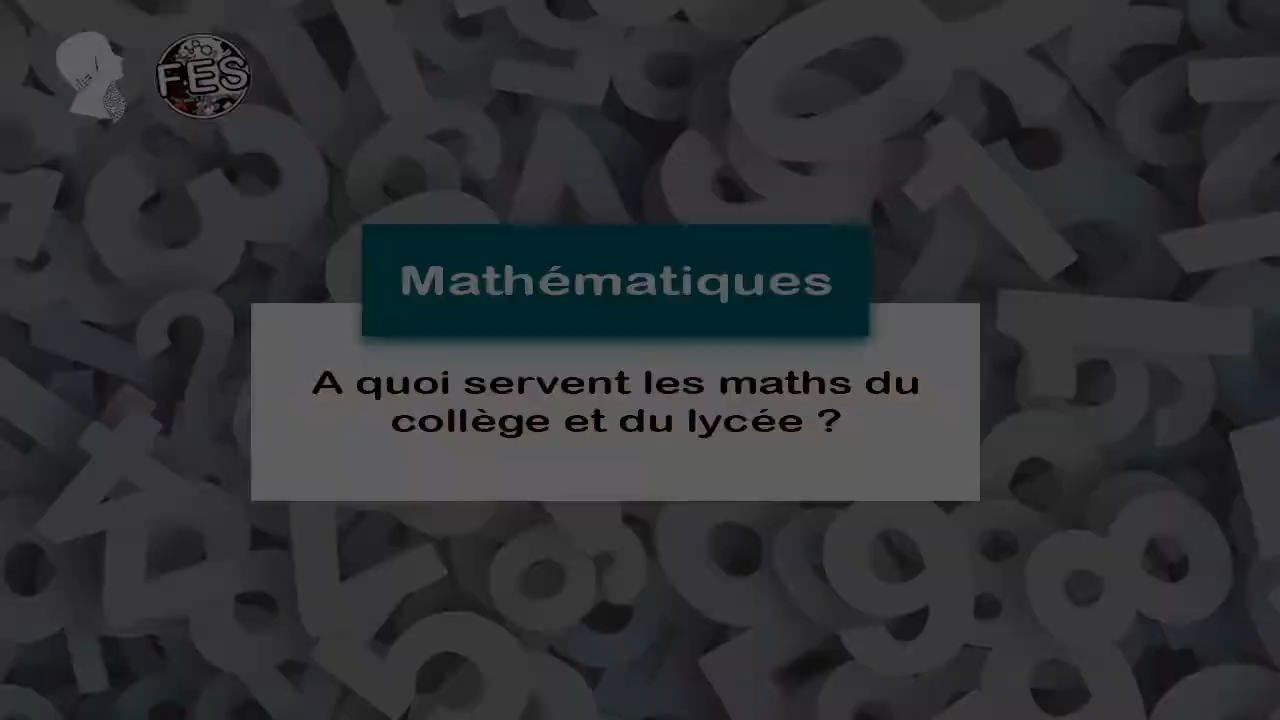 FES
Mathématiques
A quoi servent les maths du
collège et du lycée ?